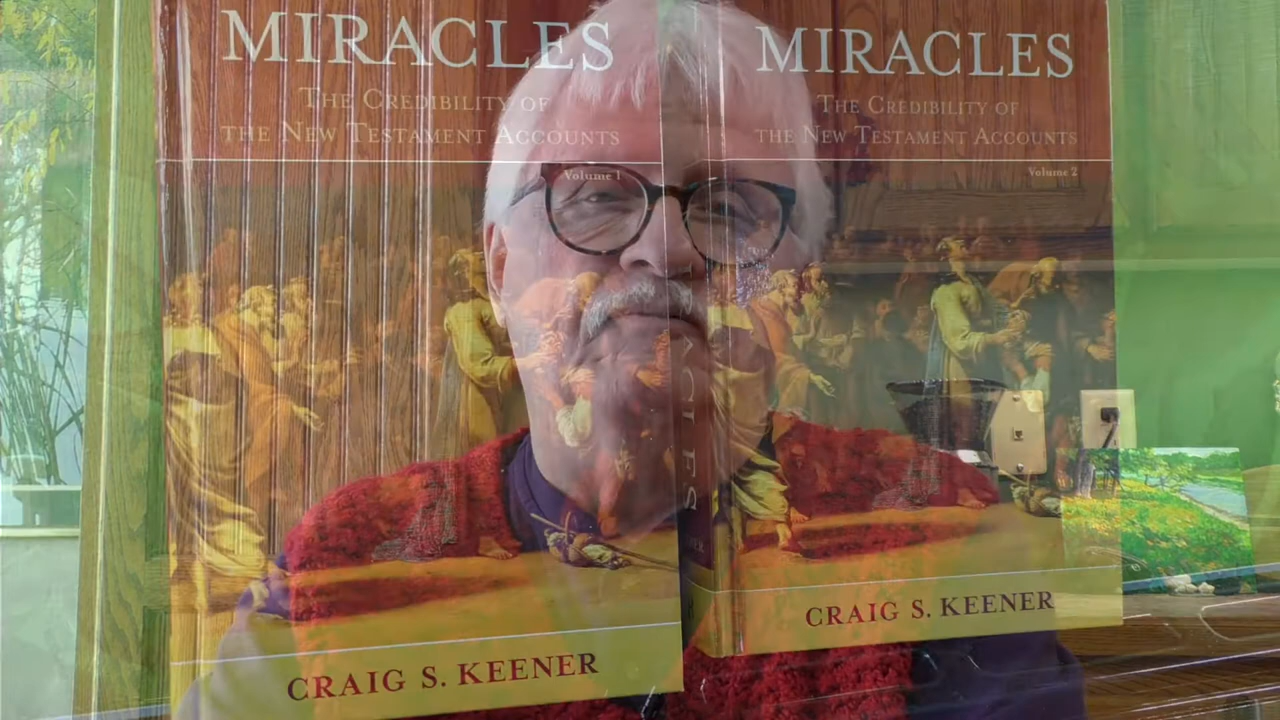 MIRACLES
THE CREDIBILITY OF
THE NEW TESTAMENT ACCOUNTS
Volume 1
CRAIG S. KEENER
MIRACLES
THE CREDIBILITY OF
THE NEW TESTAMENT ACCOUNTS
Volume 2
CRAIG S. KEENER